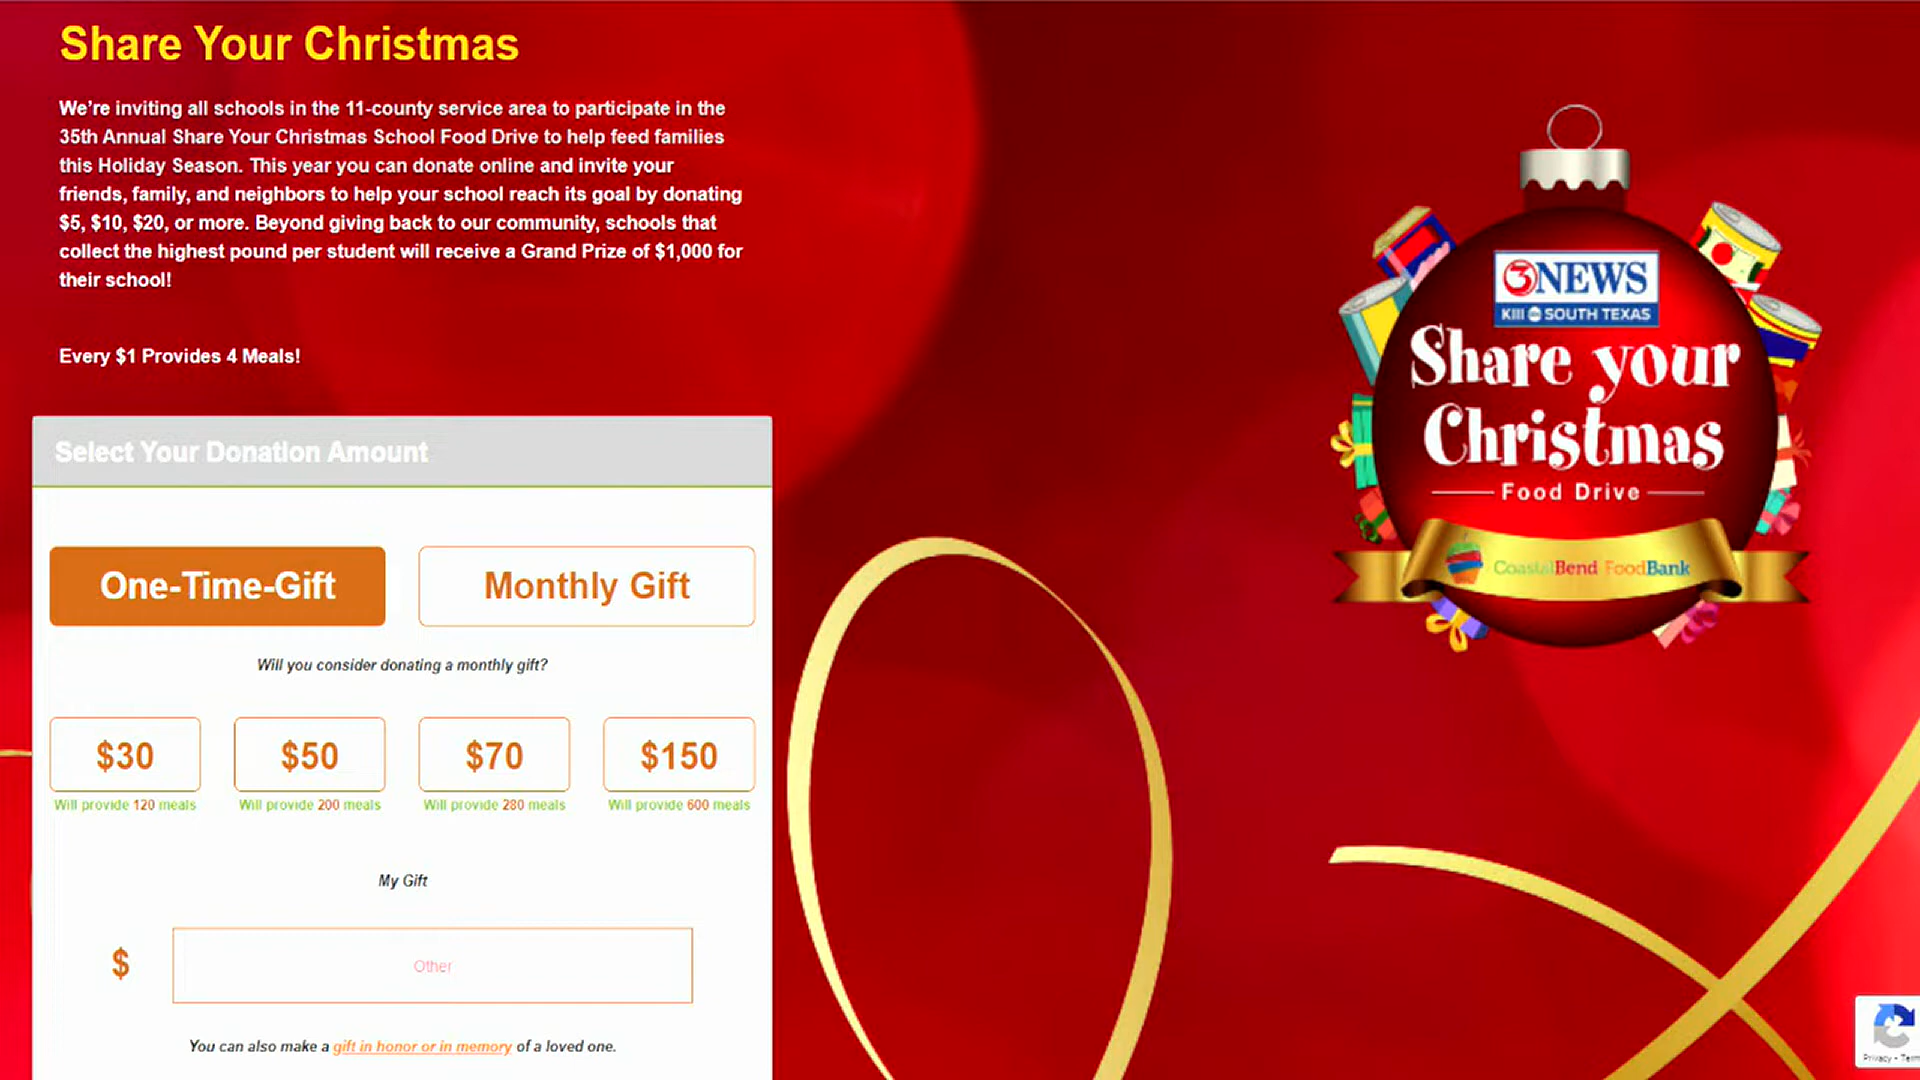 Share Your Christmas
We're inviting all schools in the 11-county service area to participate in the
35th Annual Share Your Christmas School Food Drive to help feed families
this Holiday Season. This year you can donate online and invite your
friends, family, and neighbors to help your school reach its goal by donating
$5, $10, $20, or more. Beyond giving back to our community, schools that
collect the highest pound per student will receive a Grand Prize of $1,000 for
their school!
Every $1 Provides 4 Meals!
Select Your Donation Amount
One-Time-Gift
Monthly Gift
Will you consider donating a monthly gift?
$30
$50
$70
$150
Will provide 120 meals
Will provide 200 meals
Will provide 280 meals
Will provide 600 meals
My Gift
$
Other
You can also make a gift in honor or in memory of a loved one.
3NEWS
KIII SOUTH TEXAS
Share your
Christmas
Food Drive
CoastalBend FoodBank
Privacy -